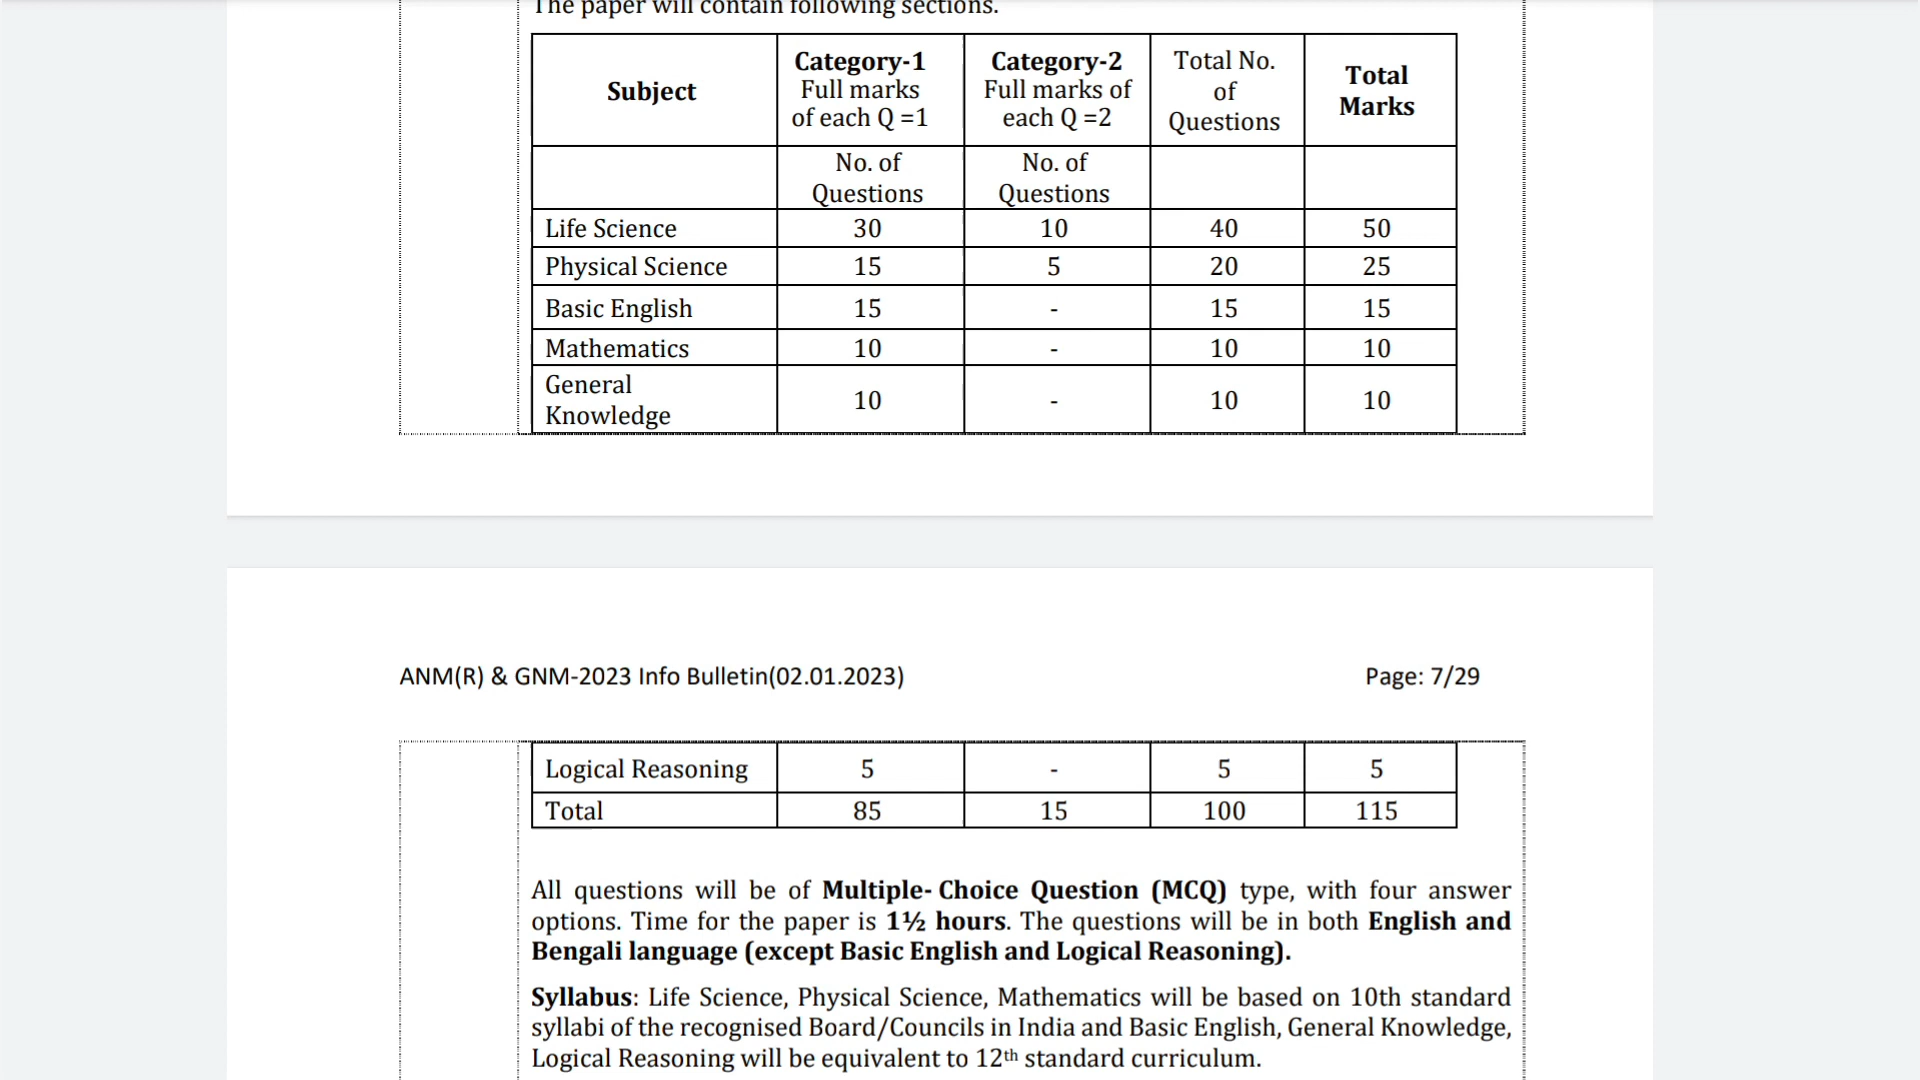 The paper will contain following sections.
Subject
Category-1
Full marks
of each Q =1
Category-2
Full marks of
each Q =2
Total No.
of
Questions
Total
Marks
No. of
Questions
No. of
Questions
Life Science 30 10 40 50
Physical Science 15 5 20 25
Basic English 15 - 15 15
Mathematics 10 - 10 10
General
Knowledge 10 - 10 10
ANM(R) & GNM-2023 Info Bulletin(02.01.2023) Page: 7/29
Logical Reasoning 5 - 5 5
Total 85 15 100 115
All questions will be of Multiple- Choice Question (MCQ) type, with four answer
options. Time for the paper is 1½ hours. The questions will be in both English and
Bengali language (except Basic English and Logical Reasoning).
Syllabus: Life Science, Physical Science, Mathematics will be based on 10th standard
syllabi of the recognised Board/Councils in India and Basic English, General Knowledge,
Logical Reasoning will be equivalent to 12th standard curriculum.